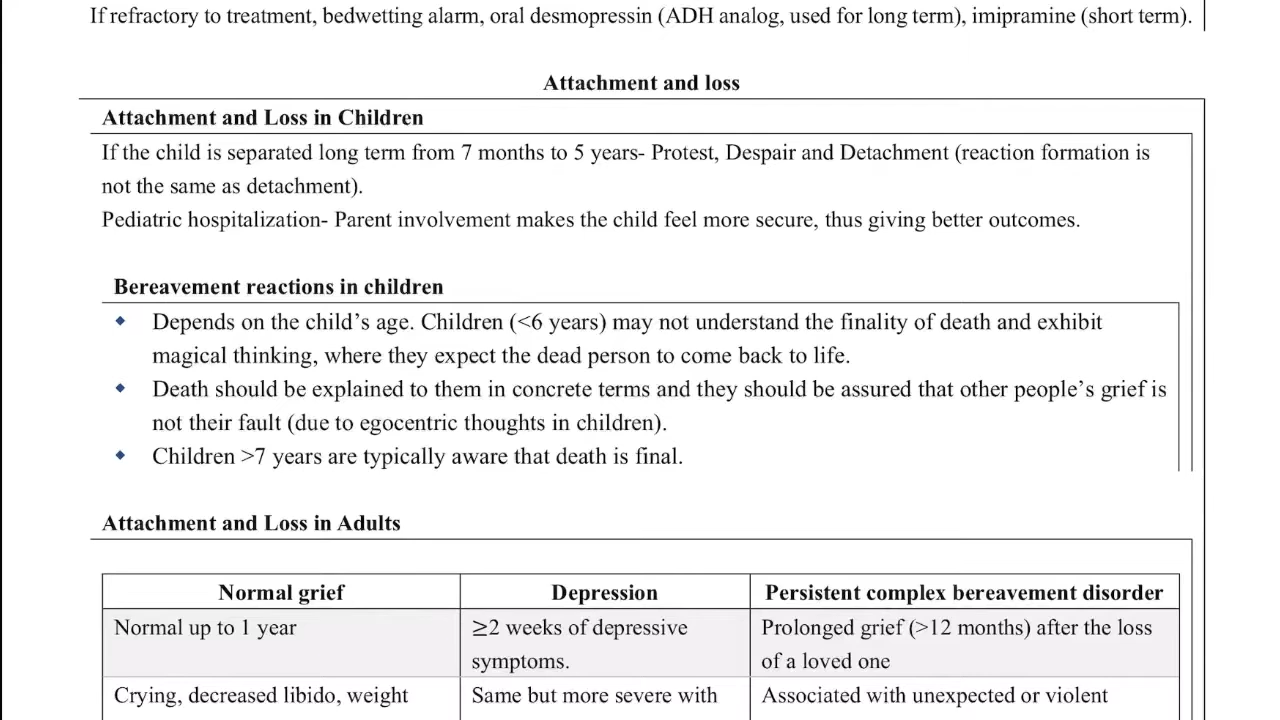 If refractory to treatment, bedwetting alarm, oral desmopressin (ADH analog, used for long term), imipramine (short term).
Attachment and loss
Attachment and Loss in Children
If the child is separated long term from 7 months to 5 years- Protest, Despair and Detachment (reaction formation is
not the same as detachment).
Pediatric hospitalization- Parent involvement makes the child feel more secure, thus giving better outcomes.
Bereavement reactions in children
◆ Depends on the child’s age. Children (<6 years) may not understand the finality of death and exhibit
magical thinking, where they expect the dead person to come back to life.
◆ Death should be explained to them in concrete terms and they should be assured that other people’s grief is
not their fault (due to egocentric thoughts in children).
◆ Children >7 years are typically aware that death is final.
Attachment and Loss in Adults
Normal grief Depression Persistent complex bereavement disorder
Normal up to 1 year ≥2 weeks of depressive Prolonged grief (>12 months) after the loss
symptoms. of a loved one
Crying, decreased libido, weight Same but more severe with Associated with unexpected or violent